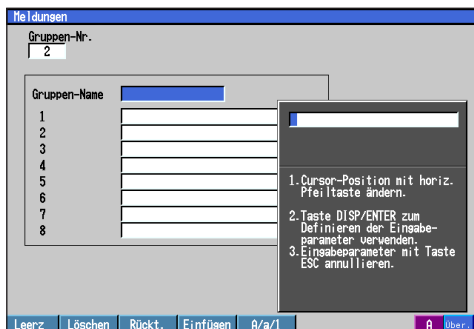 Meldungen
Gruppen-Nr.
2
Gruppen-Name
1
2
3
4
5
6
7
8
1.Cursor-Position mit horiz.
Pfeiltaste ändern.
2.Taste DISP/ENTER zum
Definieren der Eingabe-
parameter verwenden.
3.Eingabeparameter mit Taste
ESC annullieren.
Leerz Löschen Rückt. Einfügen A/a/1 A Über.